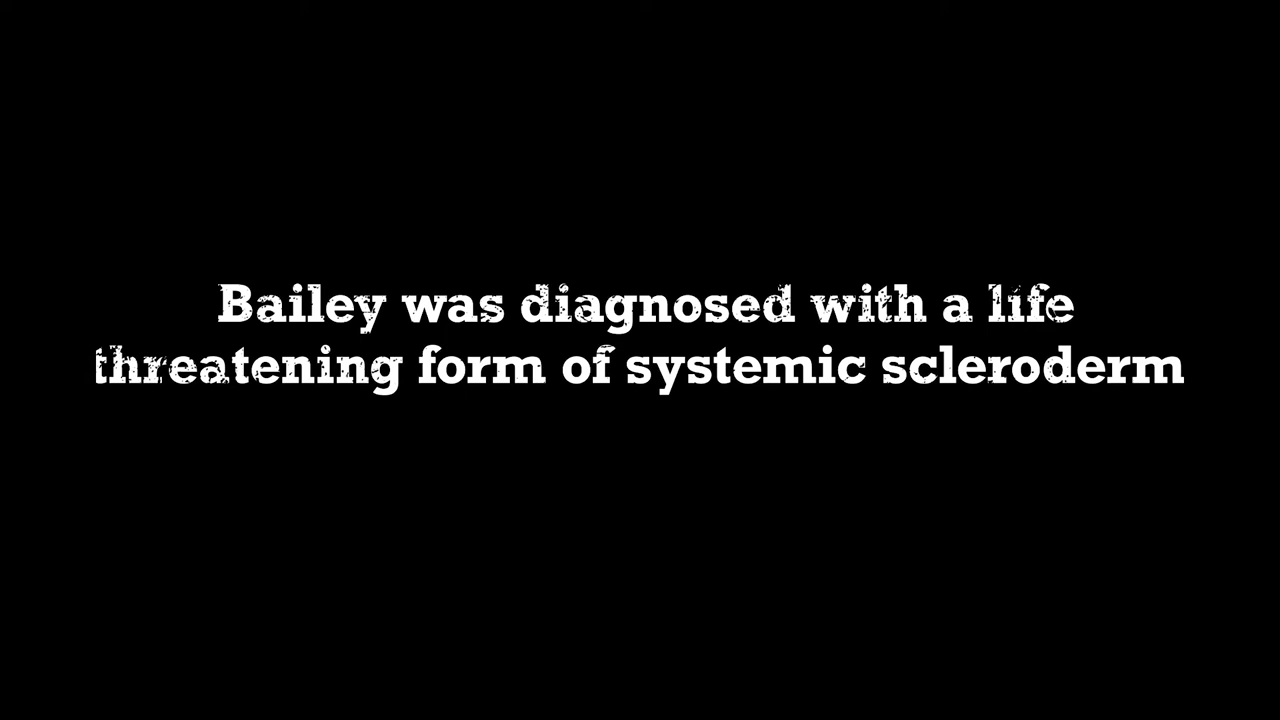 Bailey was diagnosed with a life
threatening form of systemic scleroderm